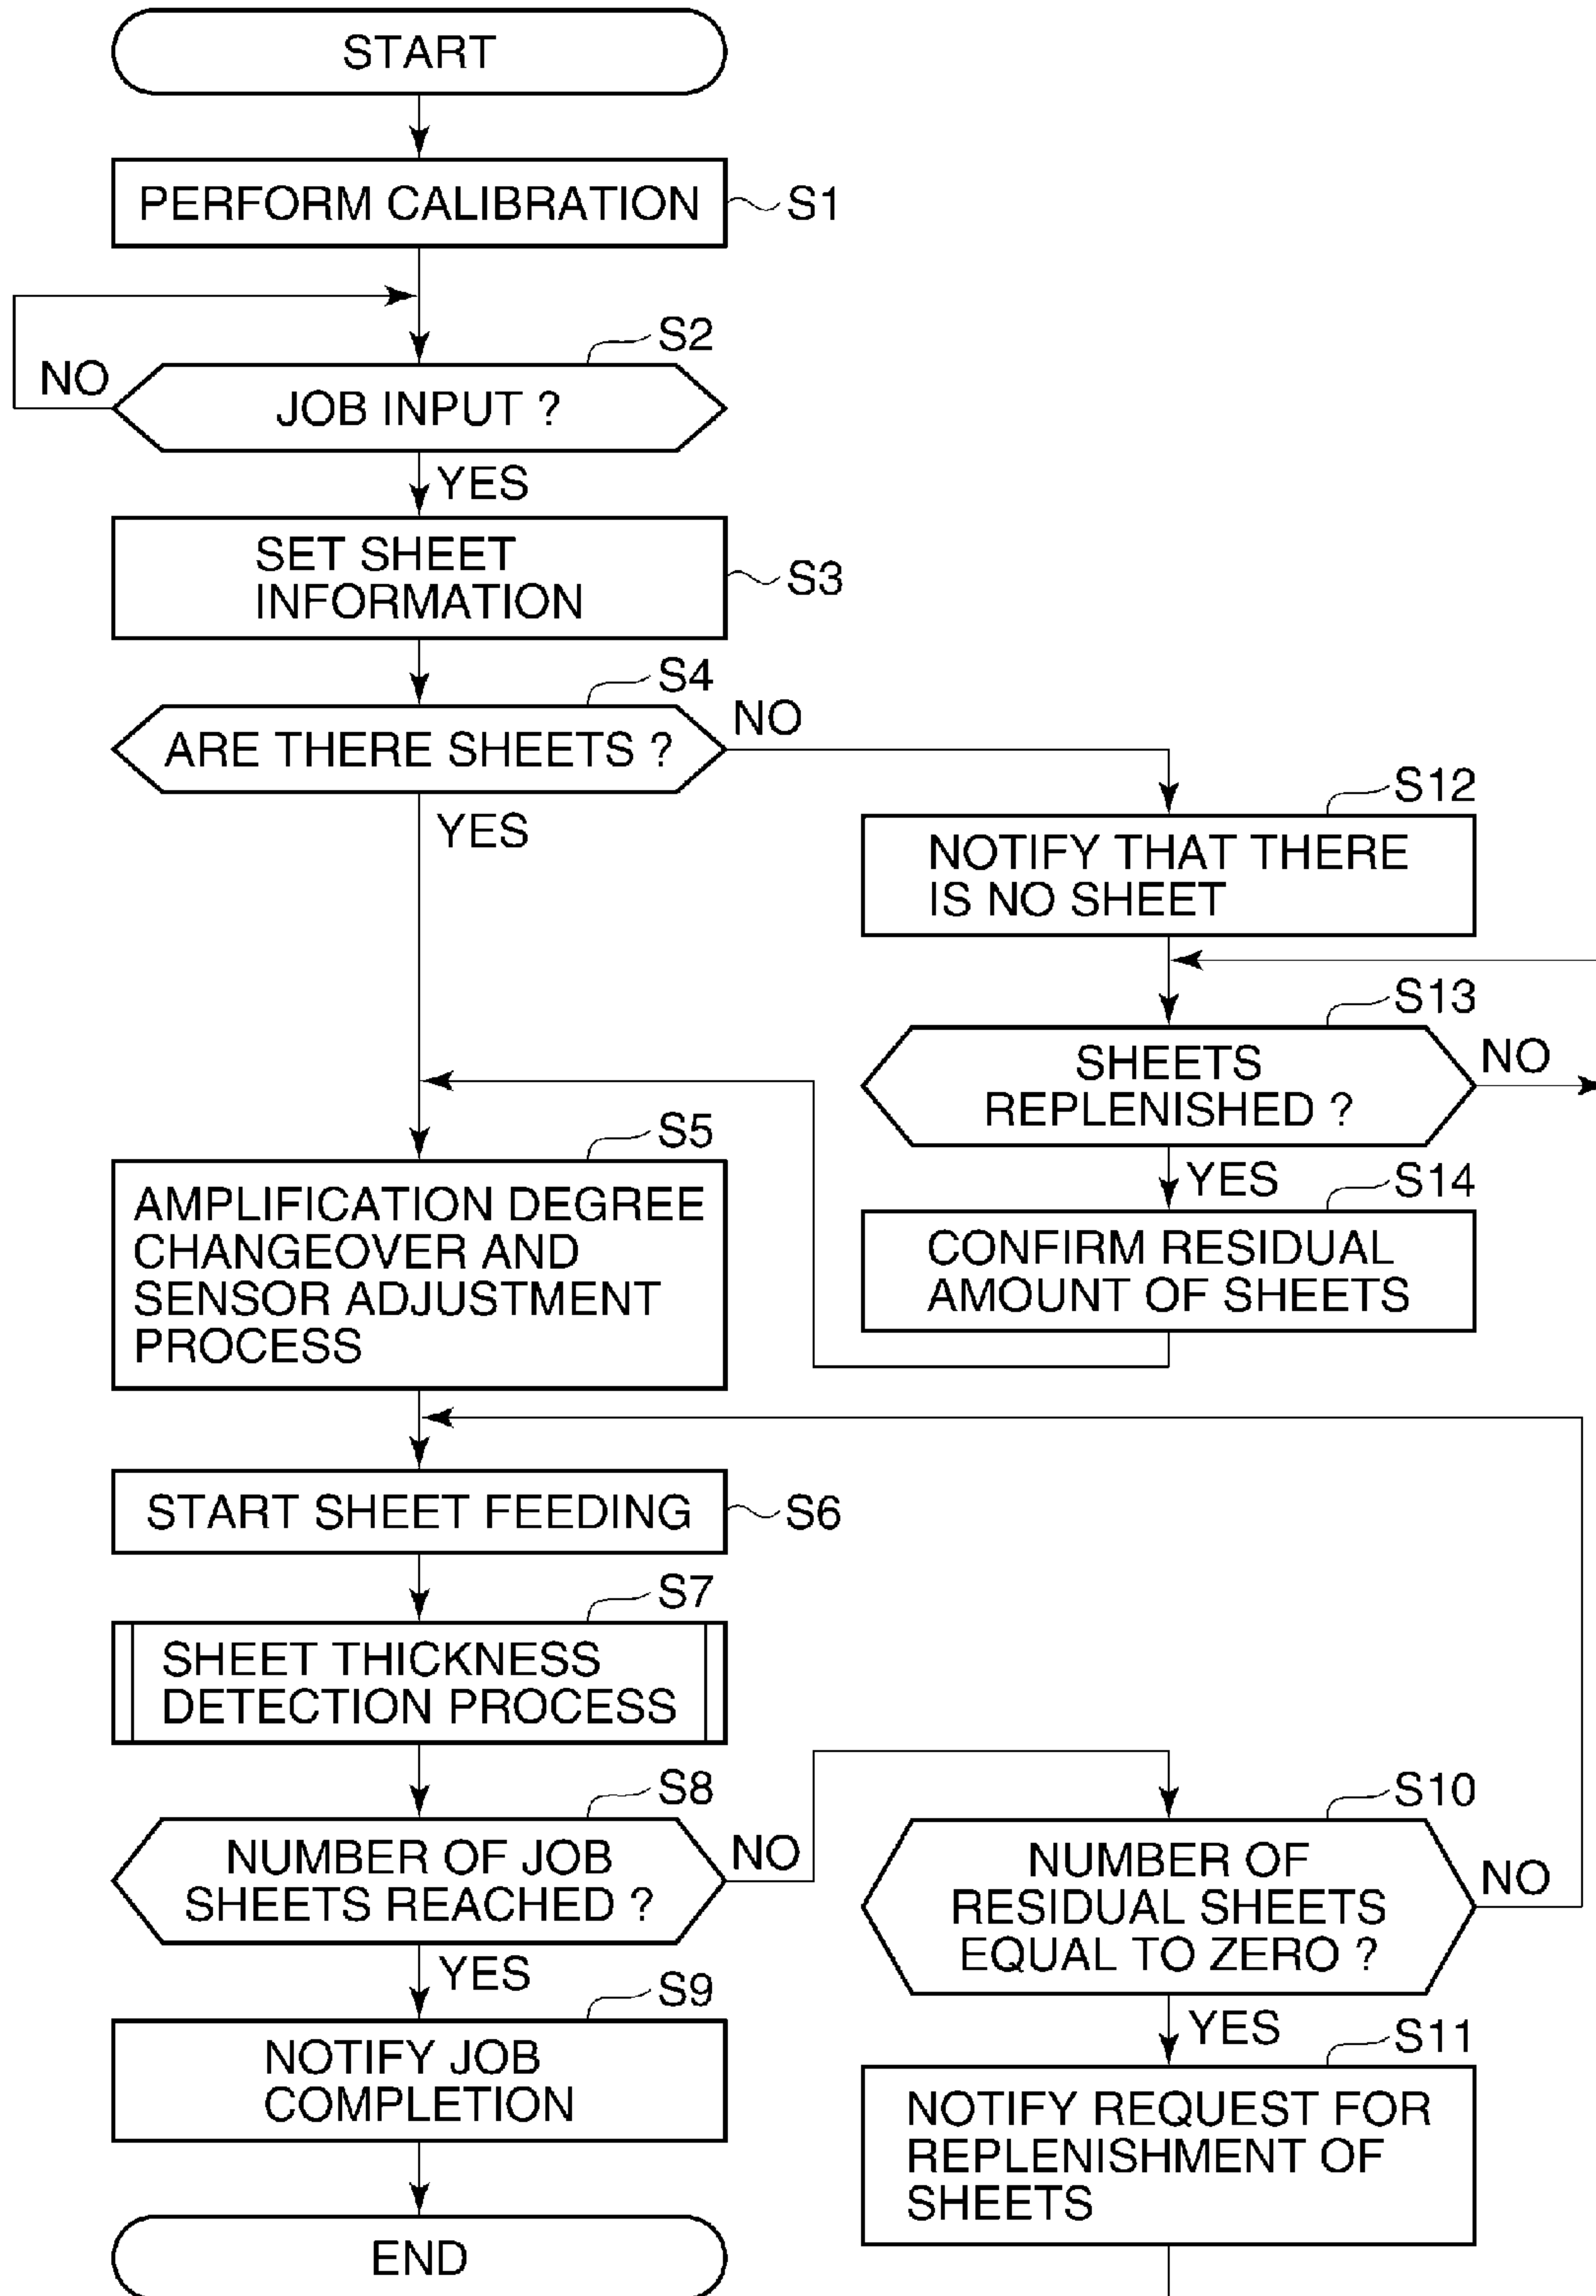 START
PERFORM CALIBRATION
S1
S2
NO
JOB INPUT ?
YES
SET SHEET
INFORMATION
S3
S4
ARE THERE SHEETS ?
NO
YES
S12
NOTIFY THAT THERE
IS NO SHEET
S13
SHEETS
REPLENISHED ?
NO
YES
S14
CONFIRM RESIDUAL
AMOUNT OF SHEETS
S5
AMPLIFICATION DEGREE
CHANGEOVER AND
SENSOR ADJUSTMENT
PROCESS
START SHEET FEEDING
S6
S7
SHEET THICKNESS
DETECTION PROCESS
S8
NUMBER OF JOB
SHEETS REACHED ?
NO
YES
S10
NUMBER OF
RESIDUAL SHEETS
EQUAL TO ZERO ?
NO
YES
S9
NOTIFY JOB
COMPLETION
S11
NOTIFY REQUEST FOR
REPLENISHMENT OF
SHEETS
END